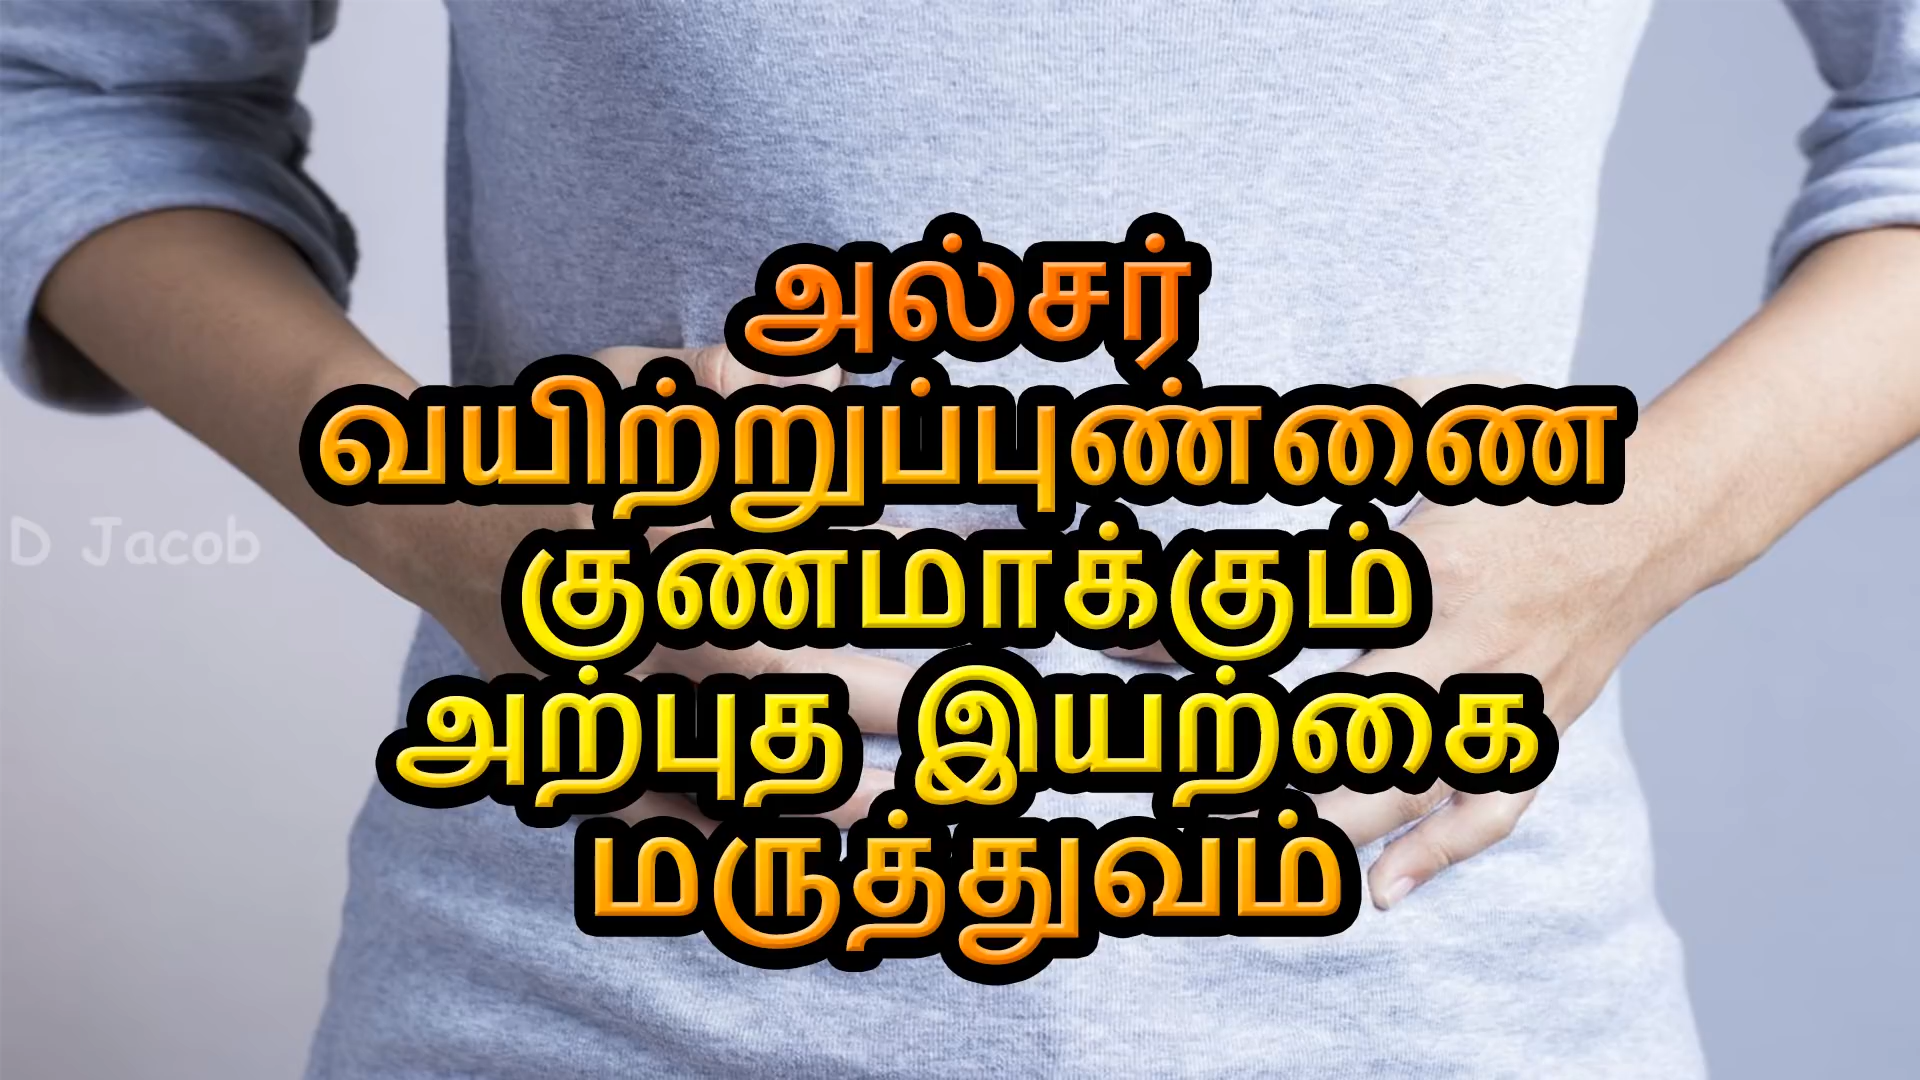 அல்சர்
வயிற்றுப்புண்ணை
குணமாக்கும்
D Jacob
அற்புத இயற்கை
மருத்துவம்